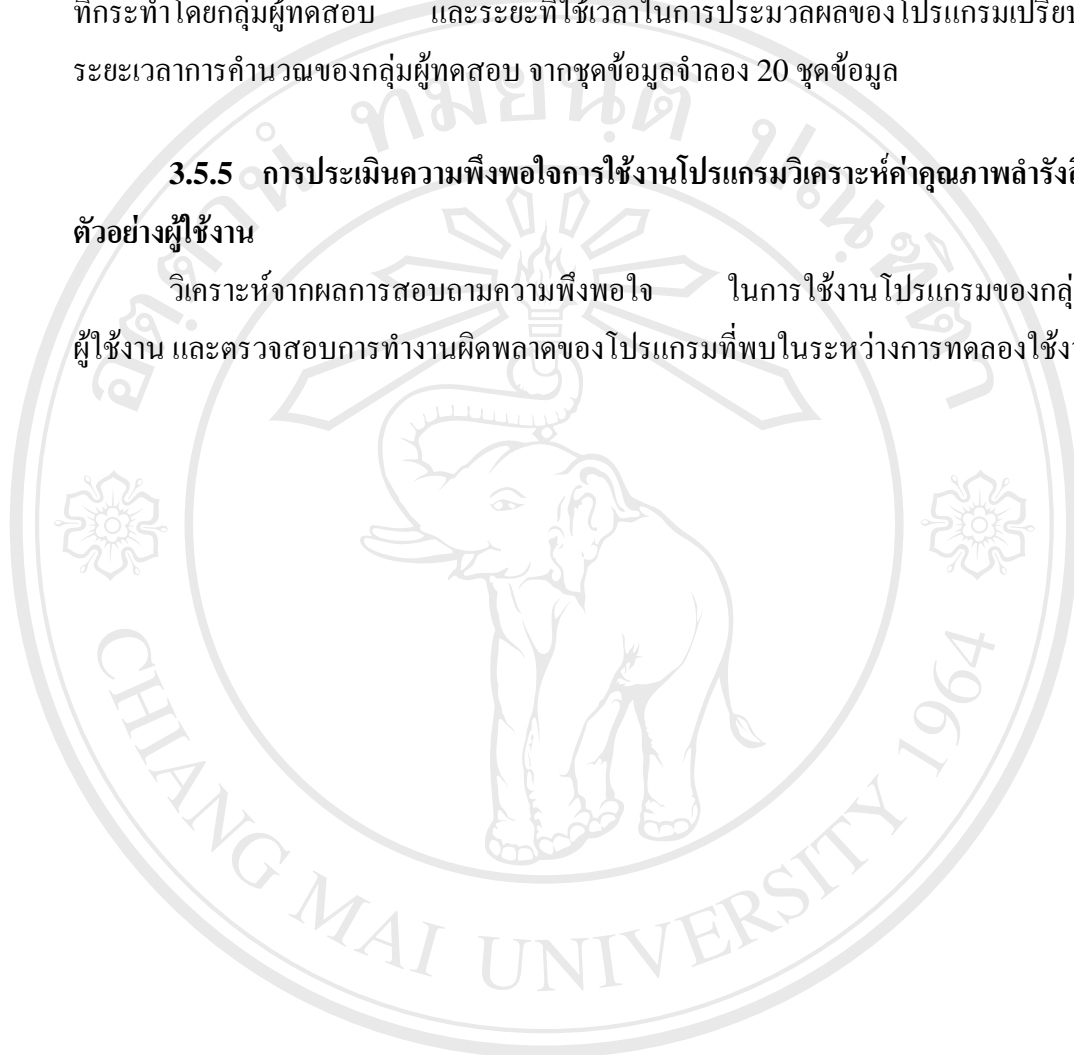 ที่กระทำโดยกลุ่มผู้ทดสอบ และระยะที่ใช้เวลาในการประมวลผลของโปรแกรมเปรียบ
ระยะเวลาการคำนวณของกลุ่มผู้ทดสอบ จากชุดข้อมูลจำลอง 20 ชุดข้อมูล
3.5.5 การประเมินความพึงพอใจการใช้งานโปรแกรมวิเคราะห์ค่าคุณภาพลำรังสี
ตัวอย่างผู้ใช้งาน
วิเคราะห์จากผลการสอบถามความพึงพอใจ ในการใช้งานโปรแกรมของกลุ่
ผู้ใช้งาน และตรวจสอบการทำงานผิดพลาดของโปรแกรมที่พบในระหว่างการทดลองใช้งา
อตฺตานํ ทมยนฺติ ปณฺฑิตา
CHIANG MAI UNIVERSITY 1964